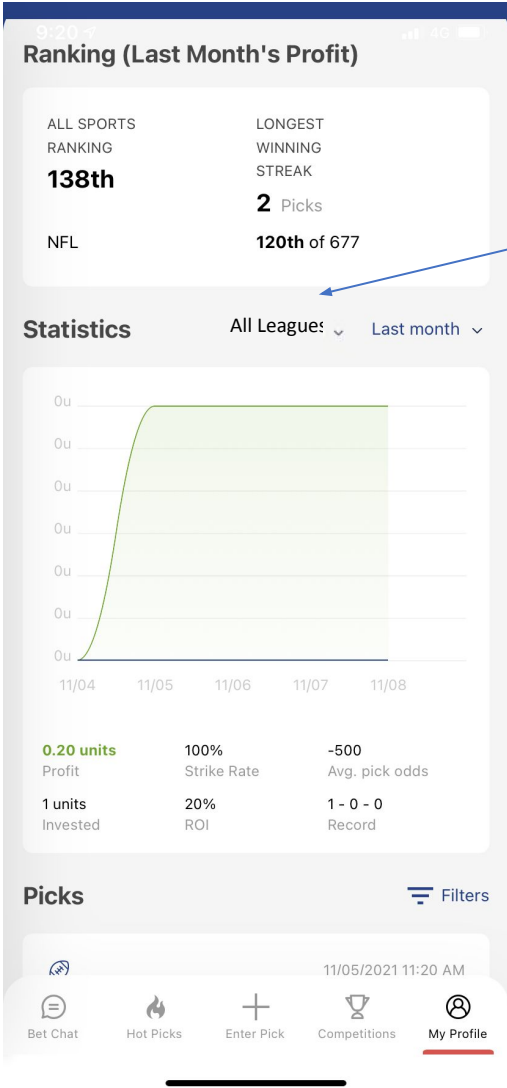 9:20
4G
Ranking (Last Month's Profit)
ALL SPORTS
RANKING
138th
LONGEST
WINNING
STREAK
2 Picks
NFL
120th of 677
Statistics
All Leagues
Last month
0u
0u
0u
0u
0u
0u
0u
11/04 11/05 11/06 11/07 11/08
0.20 units
Profit
100%
Strike Rate
-500
Avg. pick odds
1 units
Invested
20%
ROI
1 - 0 - 0
Record
Picks
Filters
11/05/2021 11:20 AM
Bet Chat
Hot Picks
Enter Pick
Competitions
My Profile